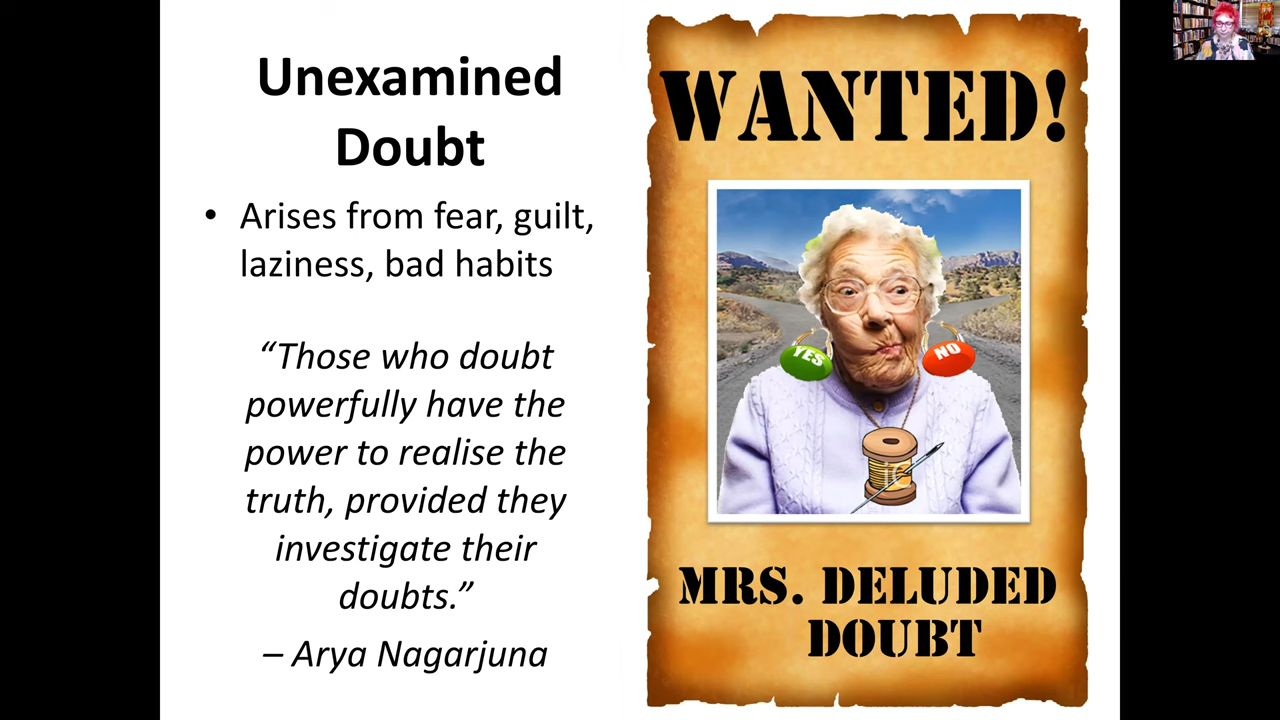 Unexamined
Doubt
• Arises from fear, guilt,
laziness, bad habits
“Those who doubt
powerfully have the
power to realise the
truth, provided they
investigate their
doubts.”
– Arya Nagarjuna
WANTED!
YES
NO
MRS. DELUDED
DOUBT